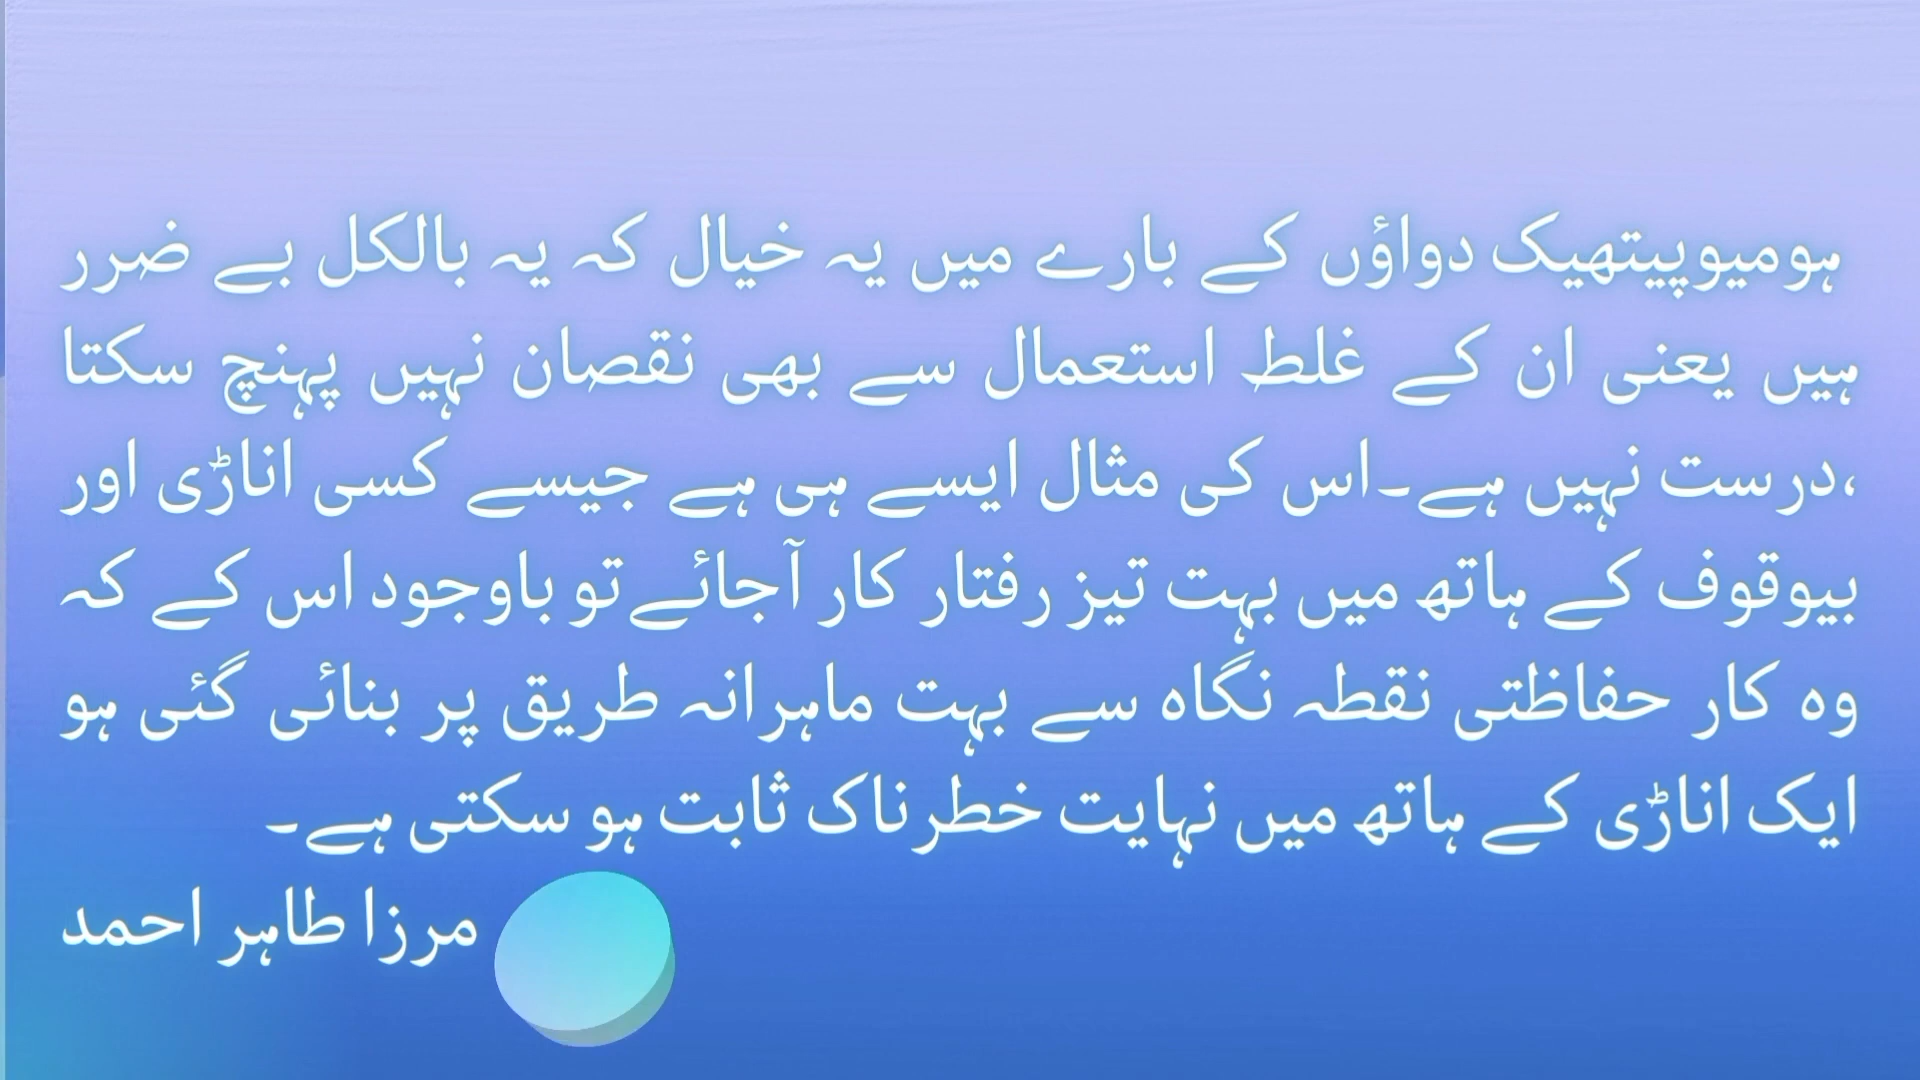 ہومیوپیتھیک دواؤں کے بارے میں یہ خیال کہ یہ بالکل بے ضرر
ہیں یعنی ان کے غلط استعمال سے بھی نقصان نہیں پہنچ سکتا
،درست نہیں ہے۔اس کی مثال ایسے ہی ہے جیسے کسی اناڑی اور
بیوقوف کے ہاتھ میں بہت تیز رفتار کار آجائے تو باوجود اس کے کہ
وہ کار حفاظتی نقطہ نگاہ سے بہت ماہرانہ طریق پر بنائی گئی ہو
ایک اناڑی کے ہاتھ میں نہایت خطرناک ثابت ہو سکتی ہے۔
مرزا طاہر احمد